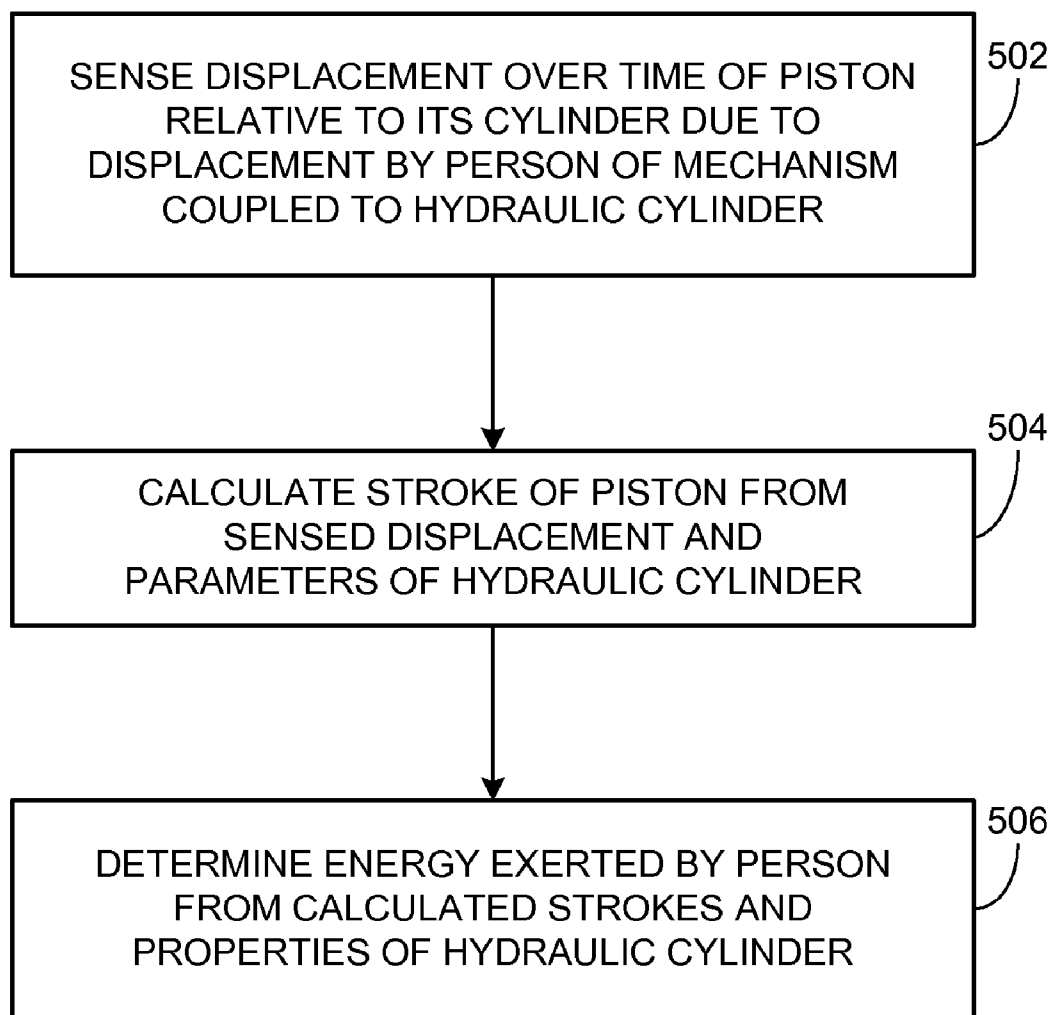 SENSE DISPLACEMENT OVER TIME OF PISTON
RELATIVE TO ITS CYLINDER DUE TO
DISPLACEMENT BY PERSON OF MECHANISM
COUPLED TO HYDRAULIC CYLINDER
502
CALCULATE STROKE OF PISTON FROM
SENSED DISPLACEMENT AND
PARAMETERS OF HYDRAULIC CYLINDER
504
DETERMINE ENERGY EXERTED BY PERSON
FROM CALCULATED STROKES AND
PROPERTIES OF HYDRAULIC CYLINDER
506